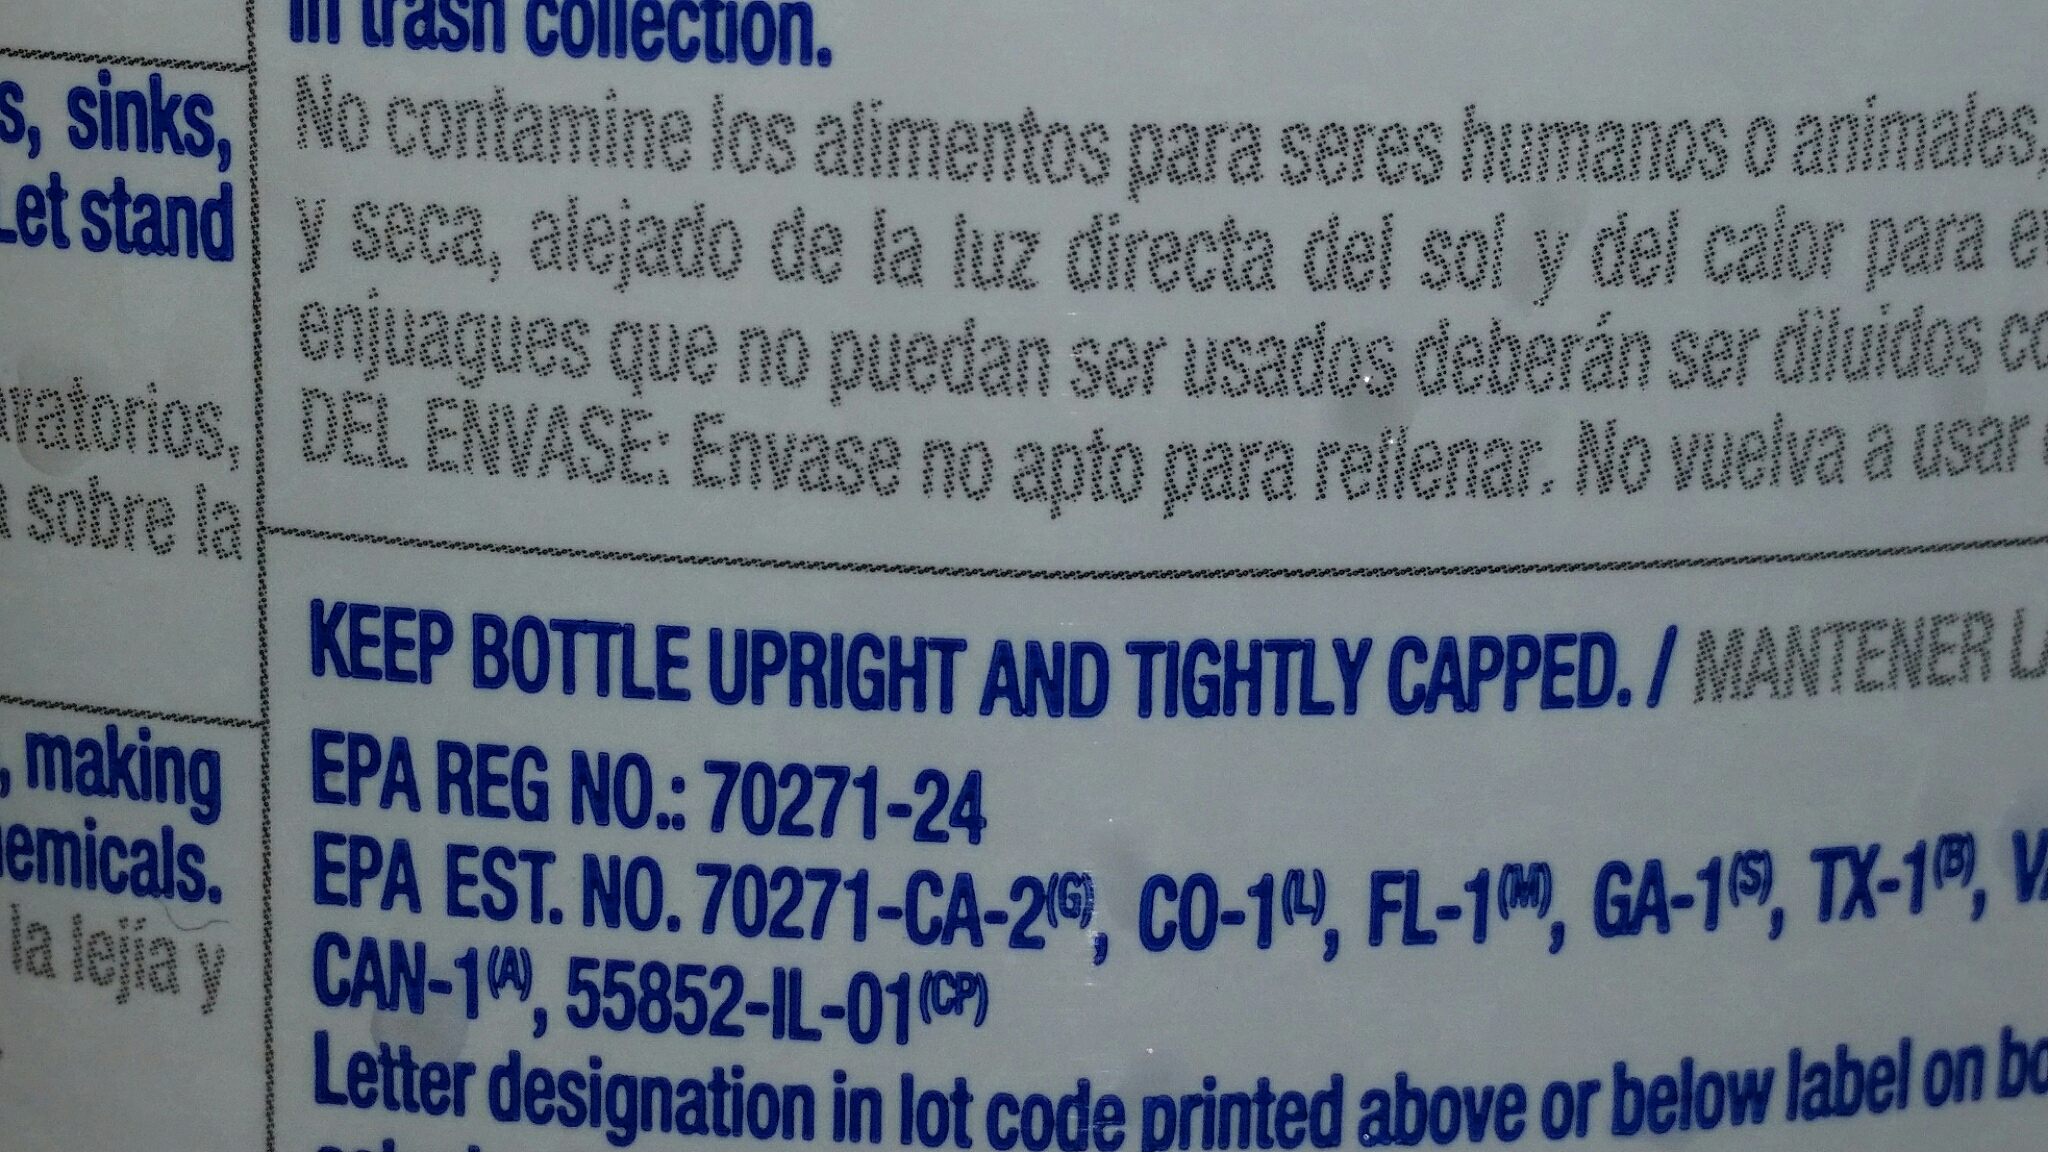 s, sinks,
Let stand
sobre la
, making
la lejía y
in trash collection.
No contamine los alimentos para seres humanos o animales,
y seca, alejado de la luz directa del sol y del calor para
enjuagues que no puedan ser usados deberán ser diluidos
DEL ENVASE: Envase no apto para rellenar. No vuelva a usar
KEEP BOTTLE UPRIGHT AND TIGHTLY CAPPED. / MANTENER
EPA REG NO.: 70271-24
EPA EST. NO. 70271-CA-2(G), CO-1(L), FL-1(M), GA-1(S), TX-1(B),
CAN-1(A), 55852-IL-01(CP)
Letter designation in lot code printed above or below label on